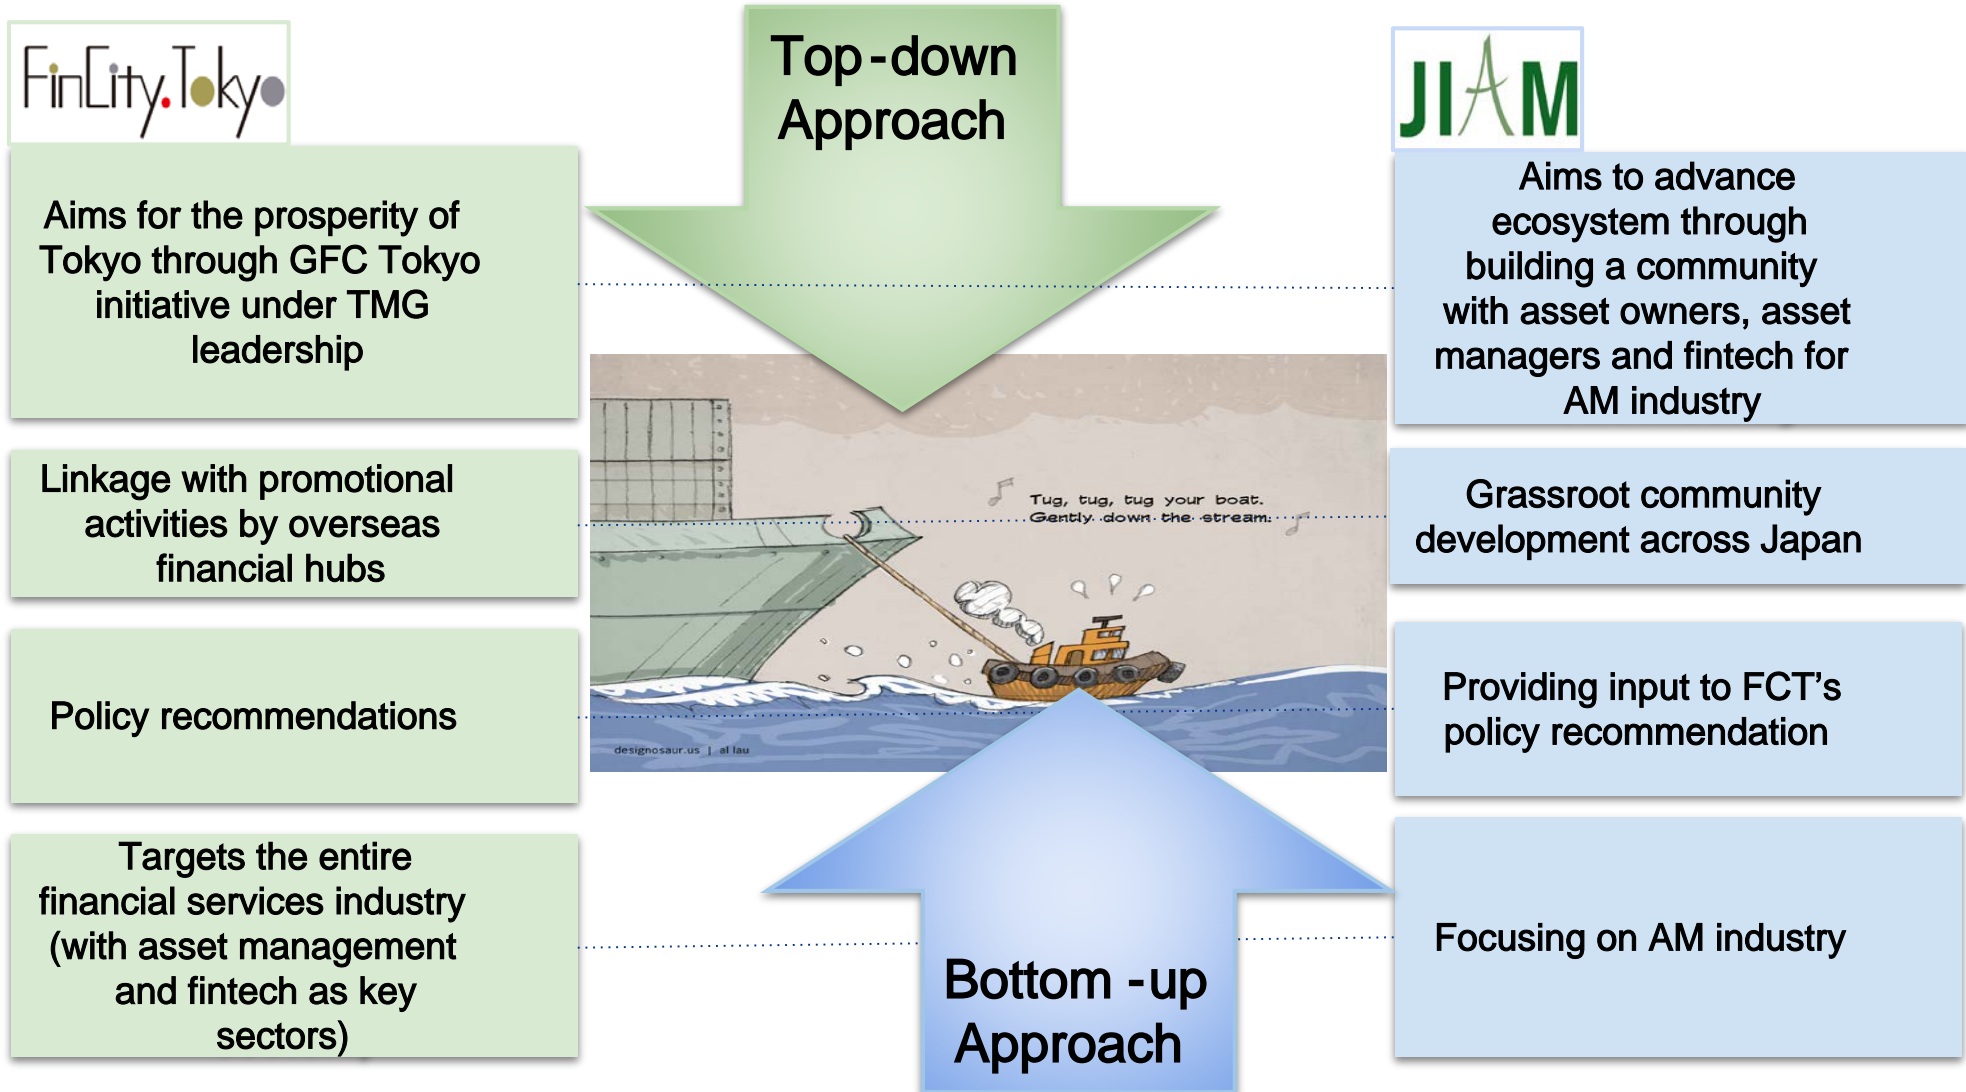 FinCity.Tokyo
Aims for the prosperity of
Tokyo through GFC Tokyo
initiative under TMG
leadership
Linkage with promotional
activities by overseas
financial hubs
Policy recommendations
Targets the entire
financial services industry
(with asset management
and fintech as key
sectors)
Top-down
Approach
Tug, tug, tug your boat.
Gently down the stream.
designosaur.us | al lau
Bottom -up
Approach
JIAM
Aims to advance
ecosystem through
building a community
with asset owners, asset
managers and fintech for
AM industry
Grassroot community
development across Japan
Providing input to FCT’s
policy recommendation
Focusing on AM industry